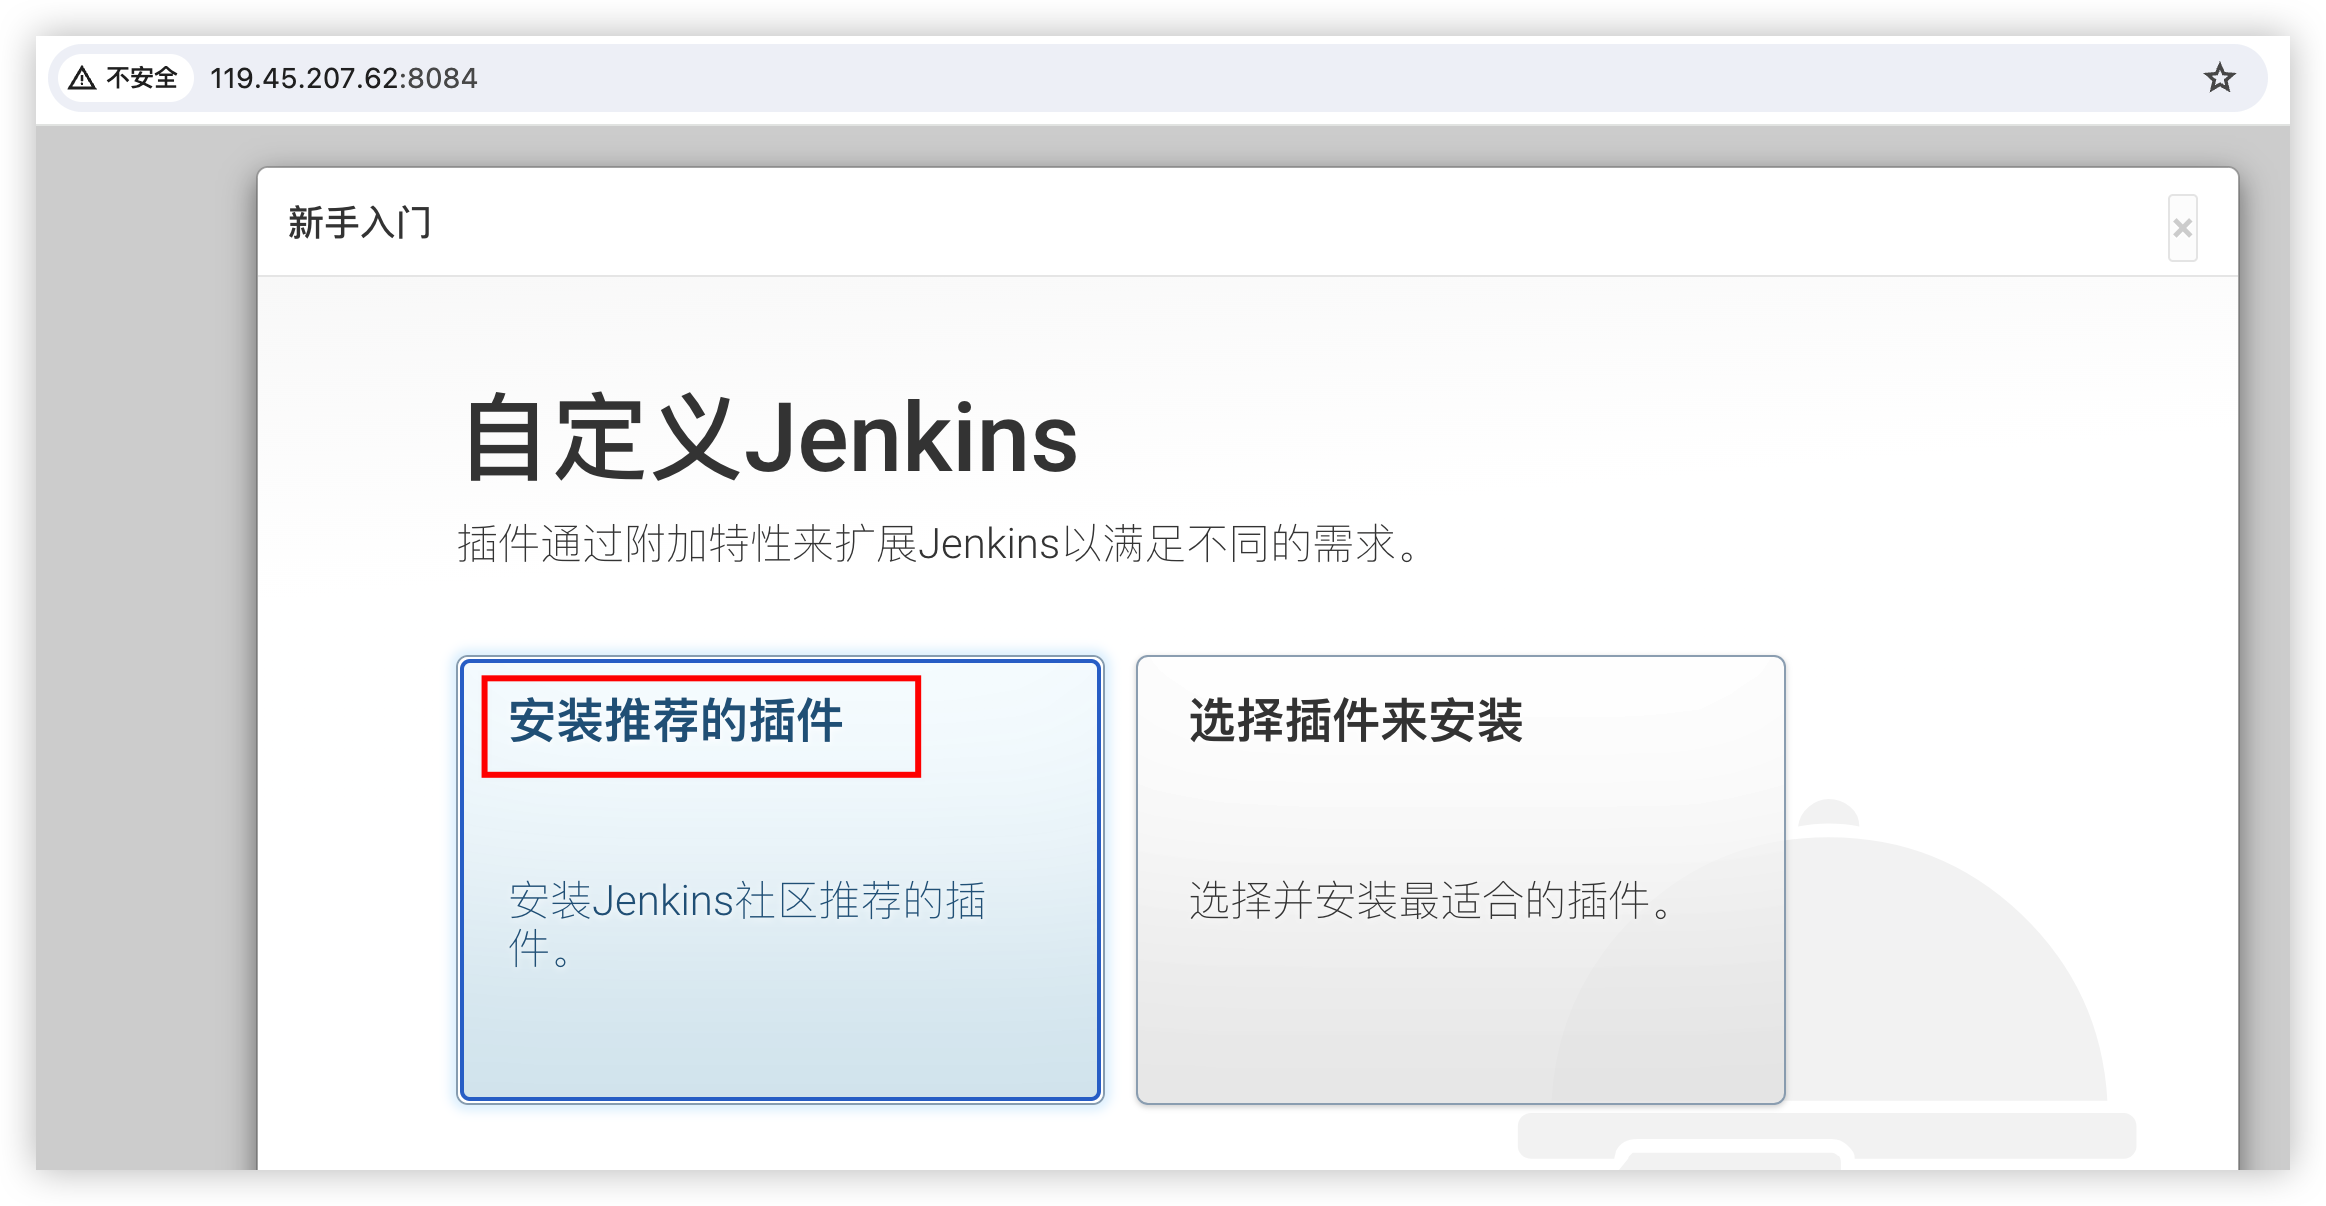 不安全 119.45.207.62:8084
新手入门
×
自定义Jenkins
插件通过附加特性来扩展Jenkins以满足不同的需求。
安装推荐的插件
安装Jenkins社区推荐的插
件。
选择插件来安装
选择并安装最适合的插件。